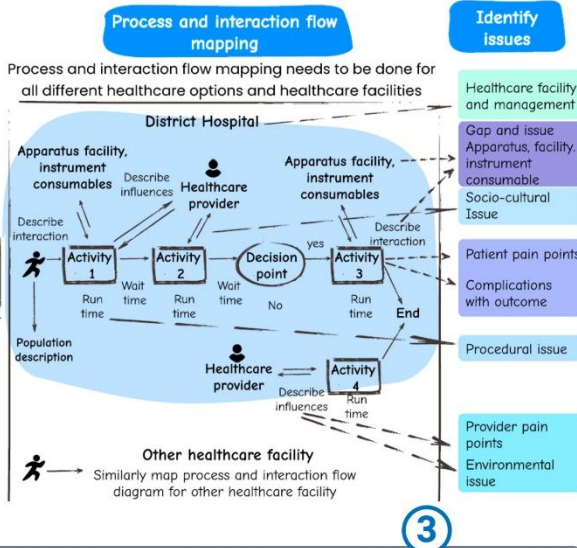 Process and interaction flow
mapping
Identify
issues
Process and interaction flow mapping needs to be done for
all different healthcare options and healthcare facilities
District Hospital
Apparatus facility,
instrument
consumables
Describe
influences
Healthcare
provider
Apparatus facility,
instrument
consumables
Describe
interaction
Describe
interaction
Activity
1
Wait
time
Activity
2
Wait
time
Decision
point
yes
Activity
3
Run
time
Run
time
No
Run
time
End
Population
description
Healthcare
provider
Describe
influences
Activity
4
Run
time
Other healthcare facility
Similarly map process and interaction flow
diagram for other healthcare facility
Healthcare facility
and management
Gap and issue
Apparatus, facility.
instrument
consumable
Socio-cultural
Issue
Patient pain points
Complications
with outcome
Procedural issue
Provider pain
points
Environmental
issue
3